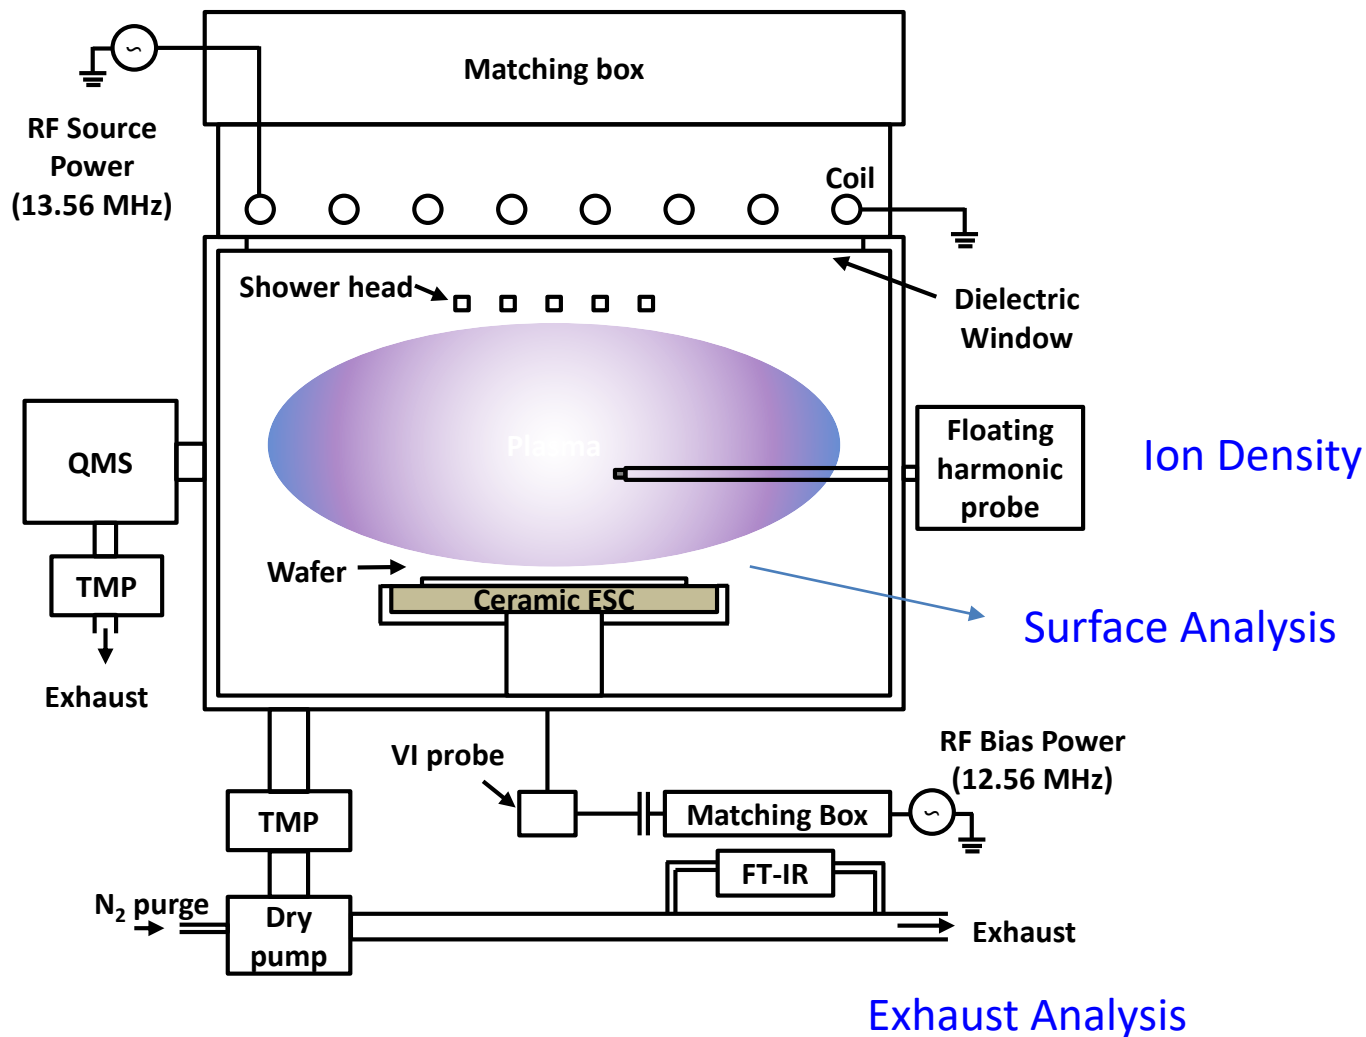 Matching box
RF Source
Power
(13.56 MHz)
∽
Coil
Shower head
Dielectric
Window
QMS
Plasma
Floating
harmonic
probe
Ion Density
TMP
Wafer
Ceramic ESC
Surface Analysis
Exhaust
VI probe
RF Bias Power
(12.56 MHz)
TMP
Matching Box
∽
FT-IR
N₂ purge
Dry
pump
Exhaust
Exhaust Analysis